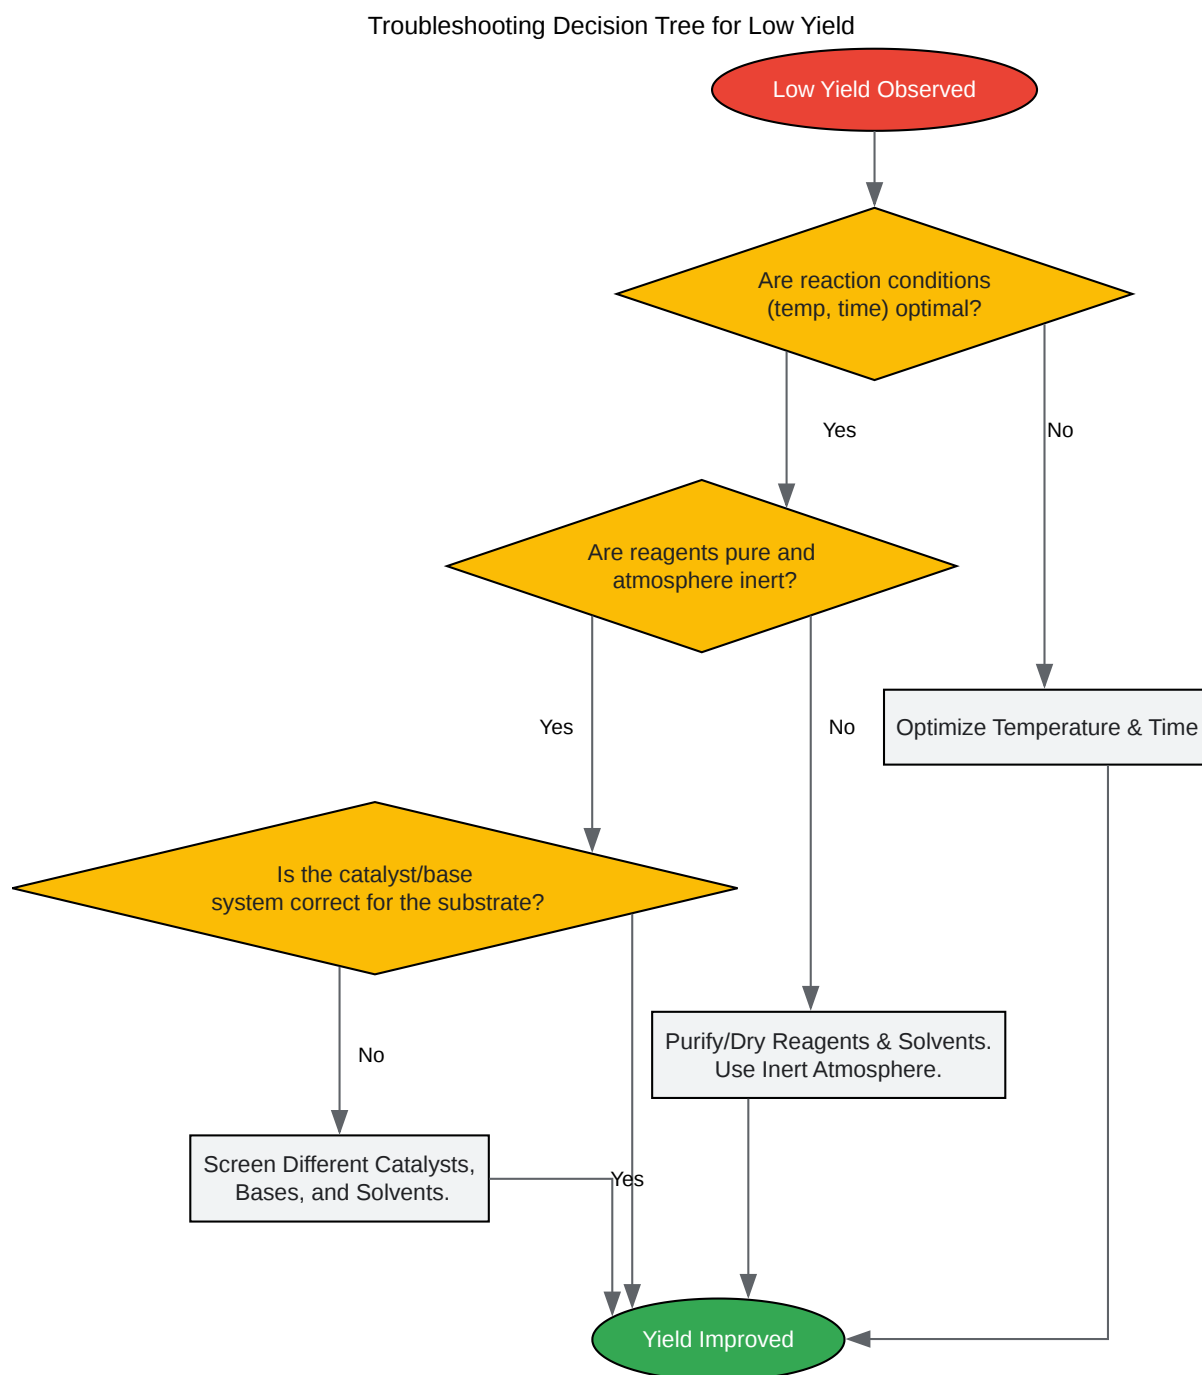 Troubleshooting Decision Tree for Low Yield
Low Yield Observed
Are reaction conditions
(temp, time) optimal?
Yes
No
Are reagents pure and
atmosphere inert?
Yes
No
Optimize Temperature & Time
Is the catalyst/base
system correct for the substrate?
No
Purify/Dry Reagents & Solvents.
Use Inert Atmosphere.
Screen Different Catalysts,
Bases, and Solvents.
Yes
Yield Improved